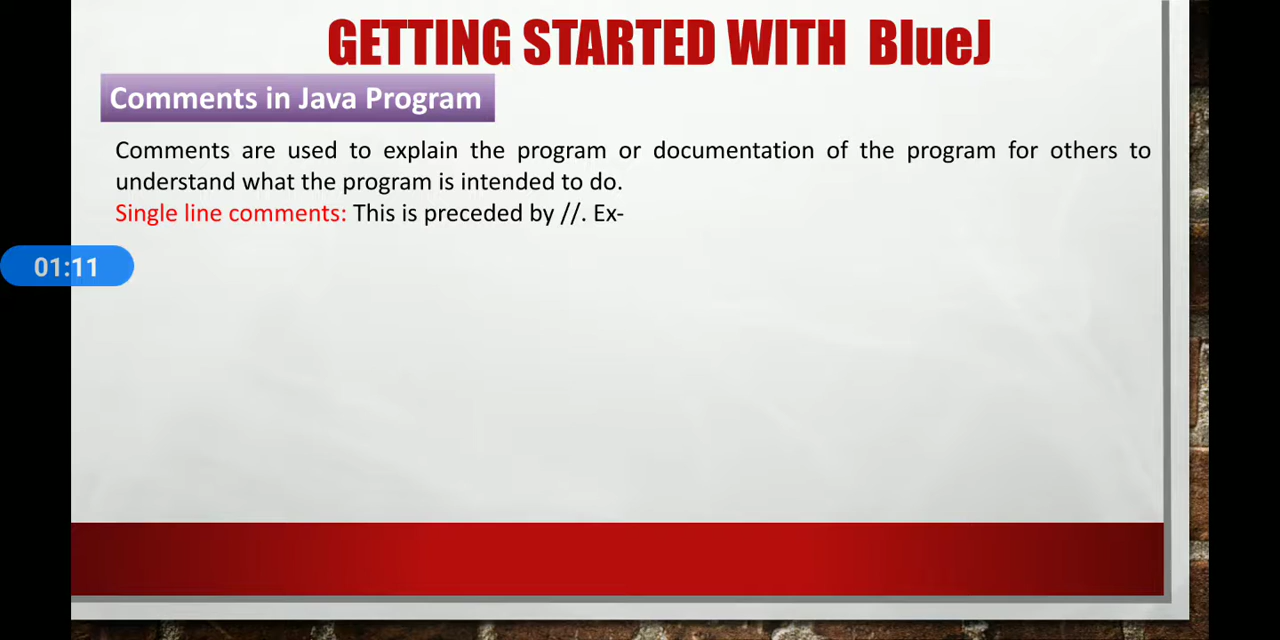 GETTING STARTED WITH BlueJ
Comments in Java Program
Comments are used to explain the program or documentation of the program for others to
understand what the program is intended to do.
Single line comments: This is preceded by //. Ex-
01:11